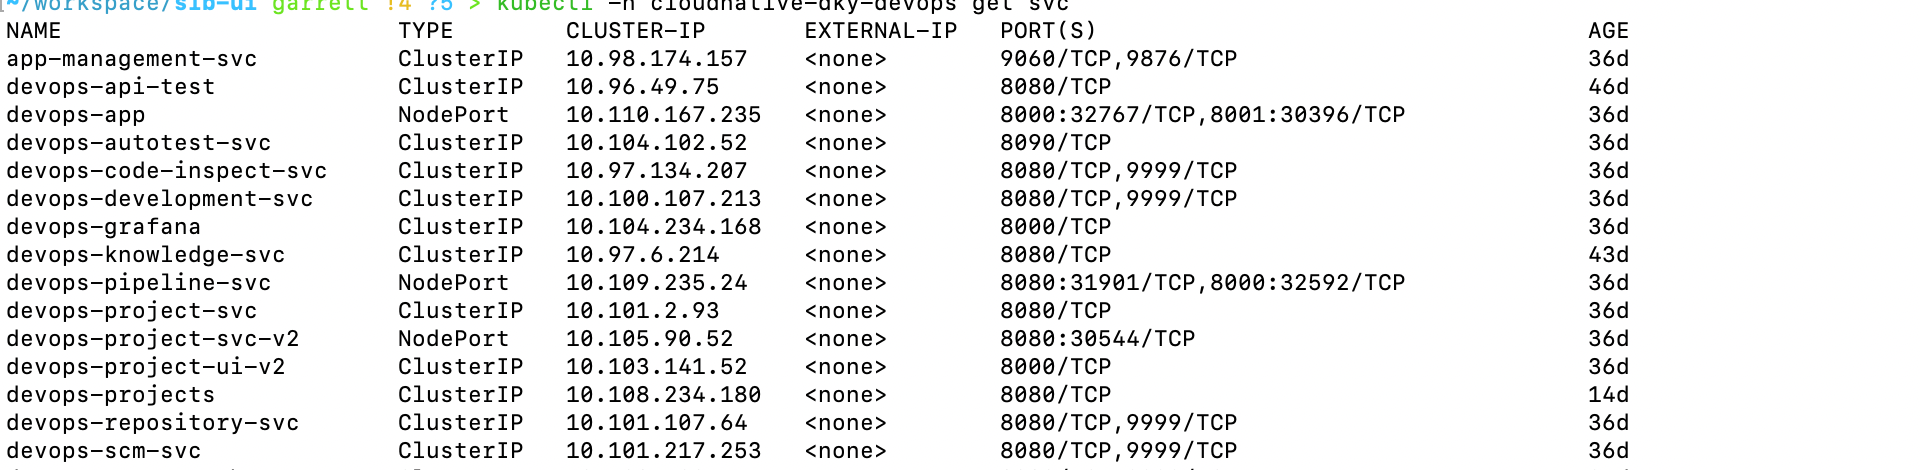 ~/workspace/slb-ui garrett !4 ?5 > kubectl -n cloudnative-dky-devops get svc
NAME TYPE CLUSTER-IP EXTERNAL-IP PORT(S) AGE
app-management-svc ClusterIP 10.98.174.157 <none> 9060/TCP,9876/TCP 36d
devops-api-test ClusterIP 10.96.49.75 <none> 8080/TCP 46d
devops-app NodePort 10.110.167.235 <none> 8000:32767/TCP,8001:30396/TCP 36d
devops-autotest-svc ClusterIP 10.104.102.52 <none> 8090/TCP 36d
devops-code-inspect-svc ClusterIP 10.97.134.207 <none> 8080/TCP,9999/TCP 36d
devops-development-svc ClusterIP 10.100.107.213 <none> 8080/TCP,9999/TCP 36d
devops-grafana ClusterIP 10.104.234.168 <none> 8000/TCP 36d
devops-knowledge-svc ClusterIP 10.97.6.214 <none> 8080/TCP 43d
devops-pipeline-svc NodePort 10.109.235.24 <none> 8080:31901/TCP,8000:32592/TCP 36d
devops-project-svc ClusterIP 10.101.2.93 <none> 8080/TCP 36d
devops-project-svc-v2 NodePort 10.105.90.52 <none> 8080:30544/TCP 36d
devops-project-ui-v2 ClusterIP 10.103.141.52 <none> 8000/TCP 36d
devops-projects ClusterIP 10.108.234.180 <none> 8080/TCP 14d
devops-repository-svc ClusterIP 10.101.107.64 <none> 8080/TCP,9999/TCP 36d
devops-scm-svc ClusterIP 10.101.217.253 <none> 8080/TCP,9999/TCP 36d